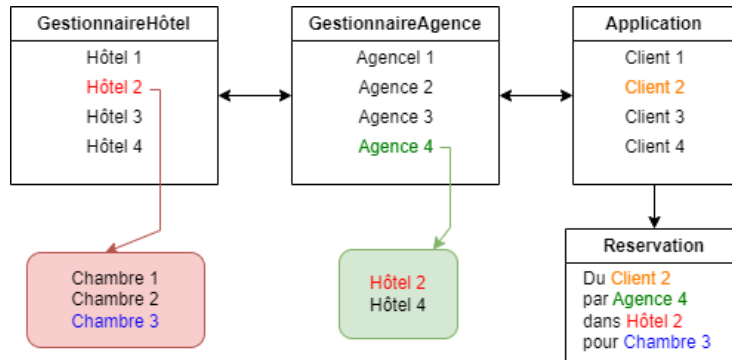 GestionnaireHôtel
Hôtel 1
Hôtel 2
Hôtel 3
Hôtel 4
GestionnaireAgence
Agencel 1
Agence 2
Agence 3
Agence 4
Application
Client 1
Client 2
Client 3
Client 4
Chambre 1
Chambre 2
Chambre 3
Hôtel 2
Hôtel 4
Reservation
Du Client 2
par Agence 4
dans Hôtel 2
pour Chambre 3